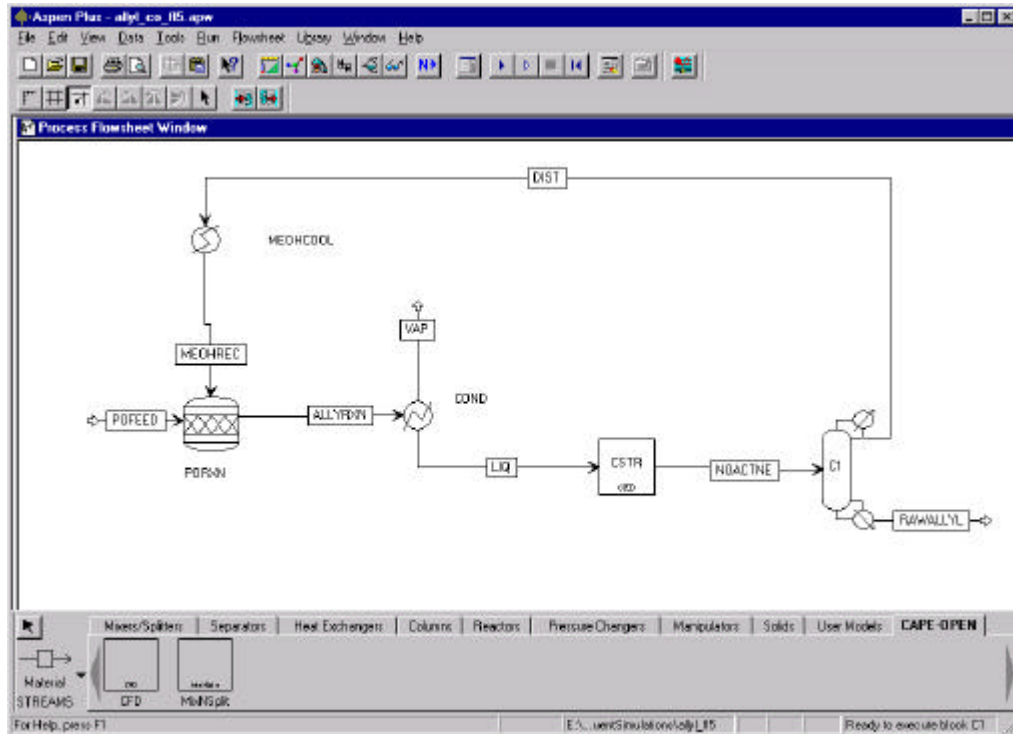 Aspen Plus - allyl_co_fl5.apw
File Edit View Data Tools Run Flowsheet Library Window Help
N>
Process Flowsheet Window
DIST
MEOHCOOL
VAP
MEOHREC
COND
POFEED
ALLYRXN
PORXN
LIQ
CSTR
NOACTNE
C1
RAWALLYL
Mixers/Splitters Separators Heat Exchangers Columns Reactors Pressure Changers Manipulators Solids User Models CAPE-OPEN
Material
STREAMS
CFD
MixNSplit
For Help, press F1
E:\...uentSimulations\allyl_fl5
Ready to execute block C1